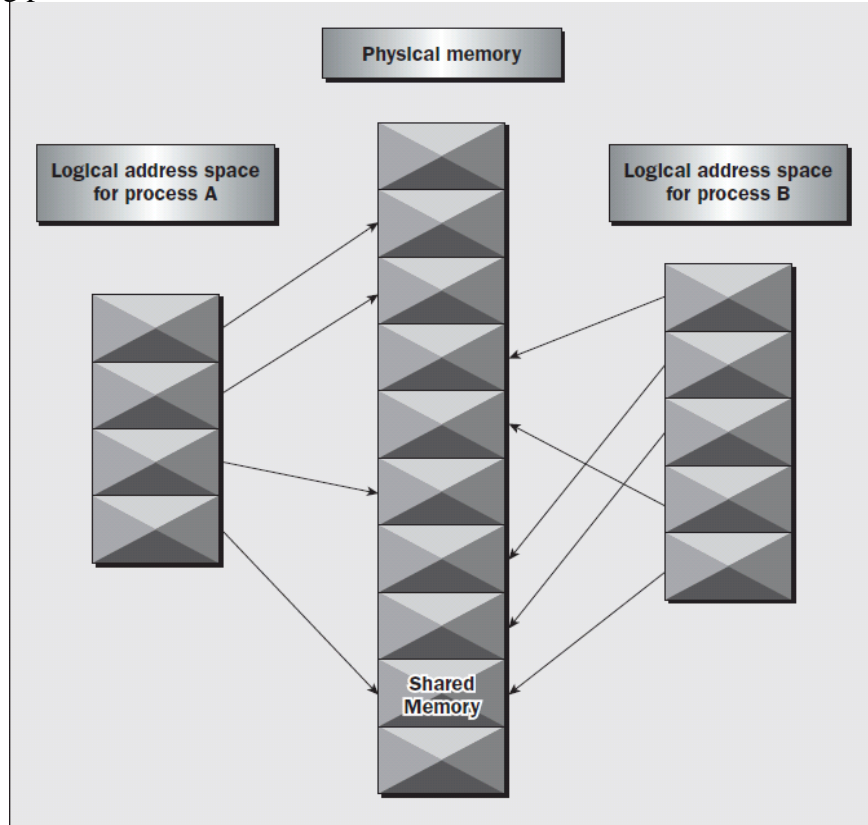 Physical memory
Logical address space
for process A
Logical address space
for process B
Shared
Memory